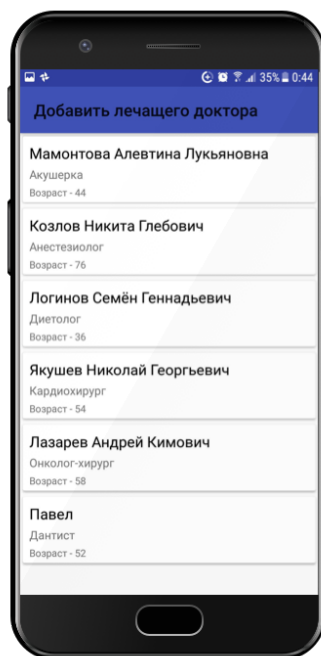 35% 0:44
Добавить лечащего доктора
Мамонтова Алевтина Лукьяновна
Акушерка
Возраст - 44
Козлов Никита Глебович
Анестезиолог
Возраст - 76
Логинов Семён Геннадьевич
Диетолог
Возраст - 36
Якушев Николай Георгьевич
Кардиохирург
Возраст - 54
Лазарев Андрей Кимович
Онколог-хирург
Возраст - 58
Павел
Дантист
Возраст - 52